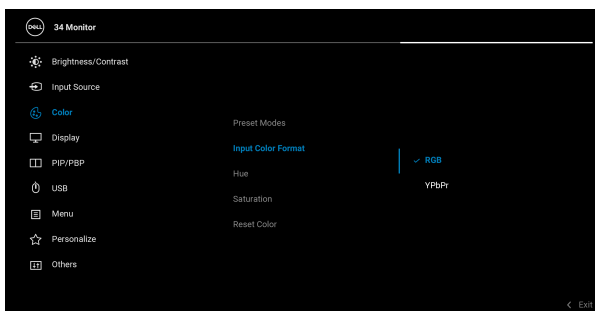 DELL
34 Monitor
Brightness/Contrast
Input Source
Color
Display
PIP/PBP
USB
Menu
Personalize
Others
Preset Modes
Input Color Format
Hue
Saturation
Reset Color
RGB
YPbPr
Exit